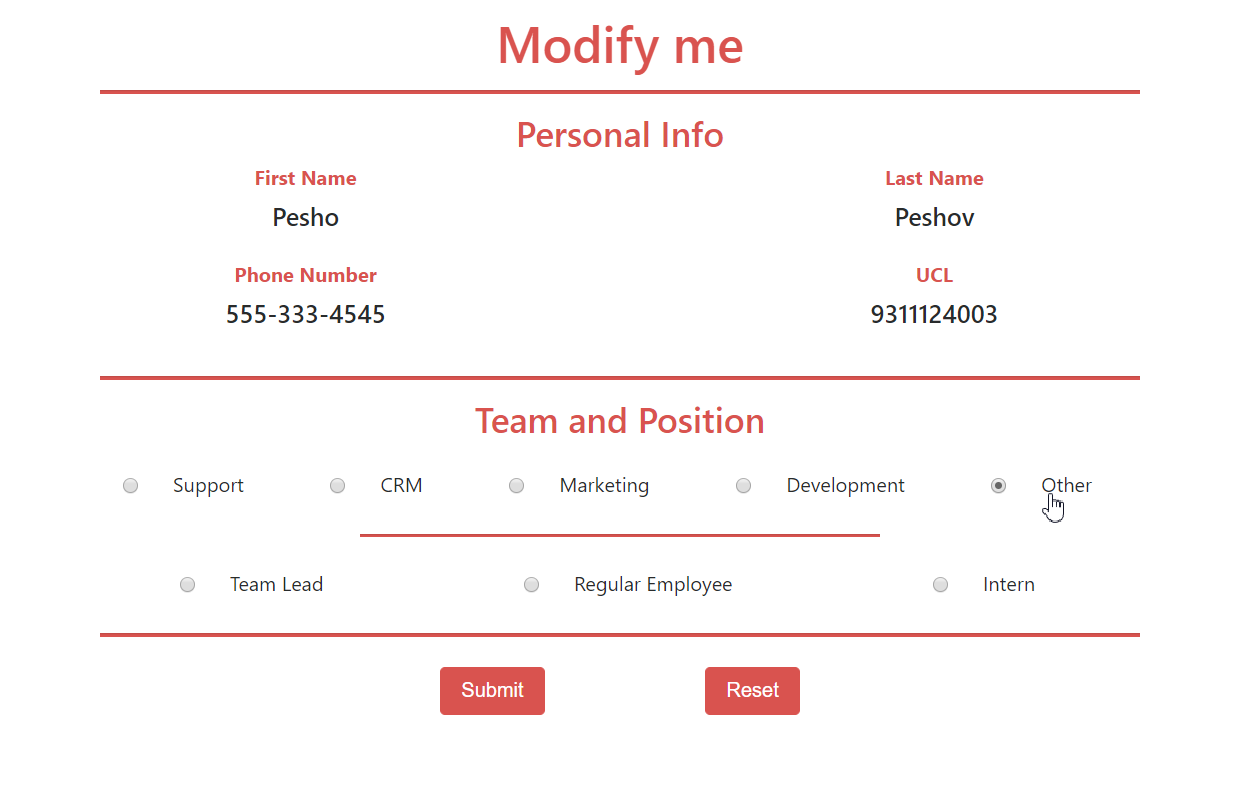 Modify me
Personal Info
First Name Last Name
Pesho Peshov
Phone Number UCL
555-333-4545 9311124003
Team and Position
Support CRM Marketing Development Other
Team Lead Regular Employee Intern
Submit Reset